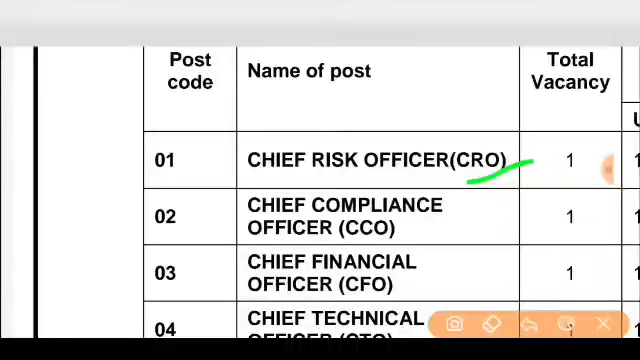 Post code
Name of post
Total Vacancy
01
CHIEF RISK OFFICER(CRO)
1
02
CHIEF COMPLIANCE
OFFICER (CCO)
1
03
CHIEF FINANCIAL
OFFICER (CFO)
1
04
CHIEF TECHNICAL